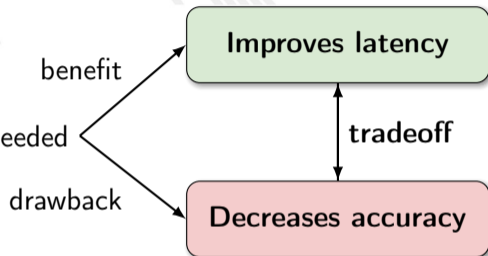 Improves latency
benefit
eeded
tradeoff
drawback
Decreases accuracy